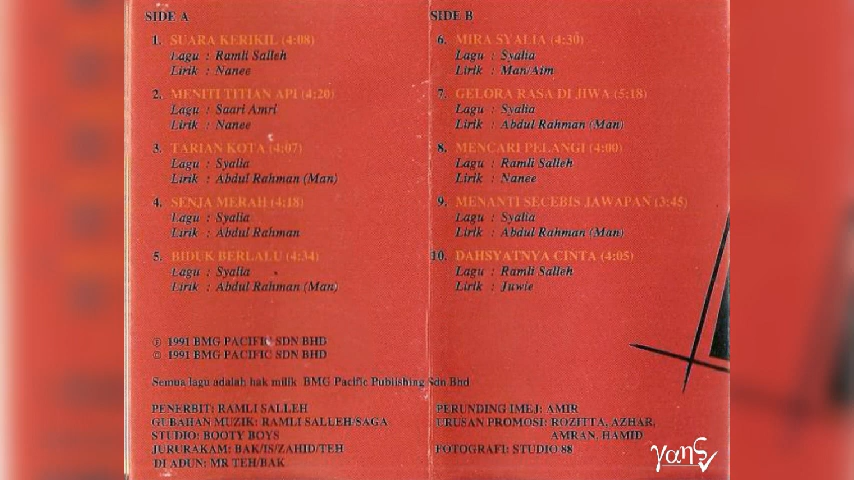 SIDE A
1. SUARA KERIKIL (4:08)
Lagu : Ramli Salleh
Lirik : Nanee
2. MENITI TITIAN API (4:20)
Lagu : Saari Amri
Lirik : Nanee
3. TARIAN KOTA (4:07)
Lagu : Syalia
Lirik : Abdul Rahman (Man)
4. SENJA MERAH (4:18)
Lagu : Syalia
Lirik : Abdul Rahman
5. BIDUK BERLALU (4:34)
Lagu : Syalia
Lirik : Abdul Rahman (Man)
SIDE B
6. MIRA SYALIA (4:30)
Lagu : Syalia
Lirik : Man/Aim
7. GELORA RASA DI JIWA (5:18)
Lagu : Syalia
Lirik : Abdul Rahman (Man)
8. MENCARI PELANGI (4:00)
Lagu : Ramli Salleh
Lirik : Nanee
9. MENANTI SECEBIS JAWAPAN (3:45)
Lagu : Syalia
Lirik : Abdul Rahman (Man)
10. DAHSYATNYA CINTA (4:05)
Lagu : Ramli Salleh
Lirik : Juwie
℗ 1991 BMG PACIFIC SDN BHD
© 1991 BMG PACIFIC SDN BHD
Semua lagu adalah hak milik BMG Pacific Publishing Sdn Bhd
PENERBIT: RAMLI SALLEH
GUBAHAN MUZIK: RAMLI SALLEH/SAGA
STUDIO: BOOTY BOYS
JURURAKAM: BAK/IS/ZAHID/TEH
DI ADUN: MR TEH/BAK
PERUNDING IMEJ: AMIR
URUSAN PROMOSI: ROZITTA, AZHAR,
AMRAN, HAMID
FOTOGRAFI: STUDIO 88
γαης